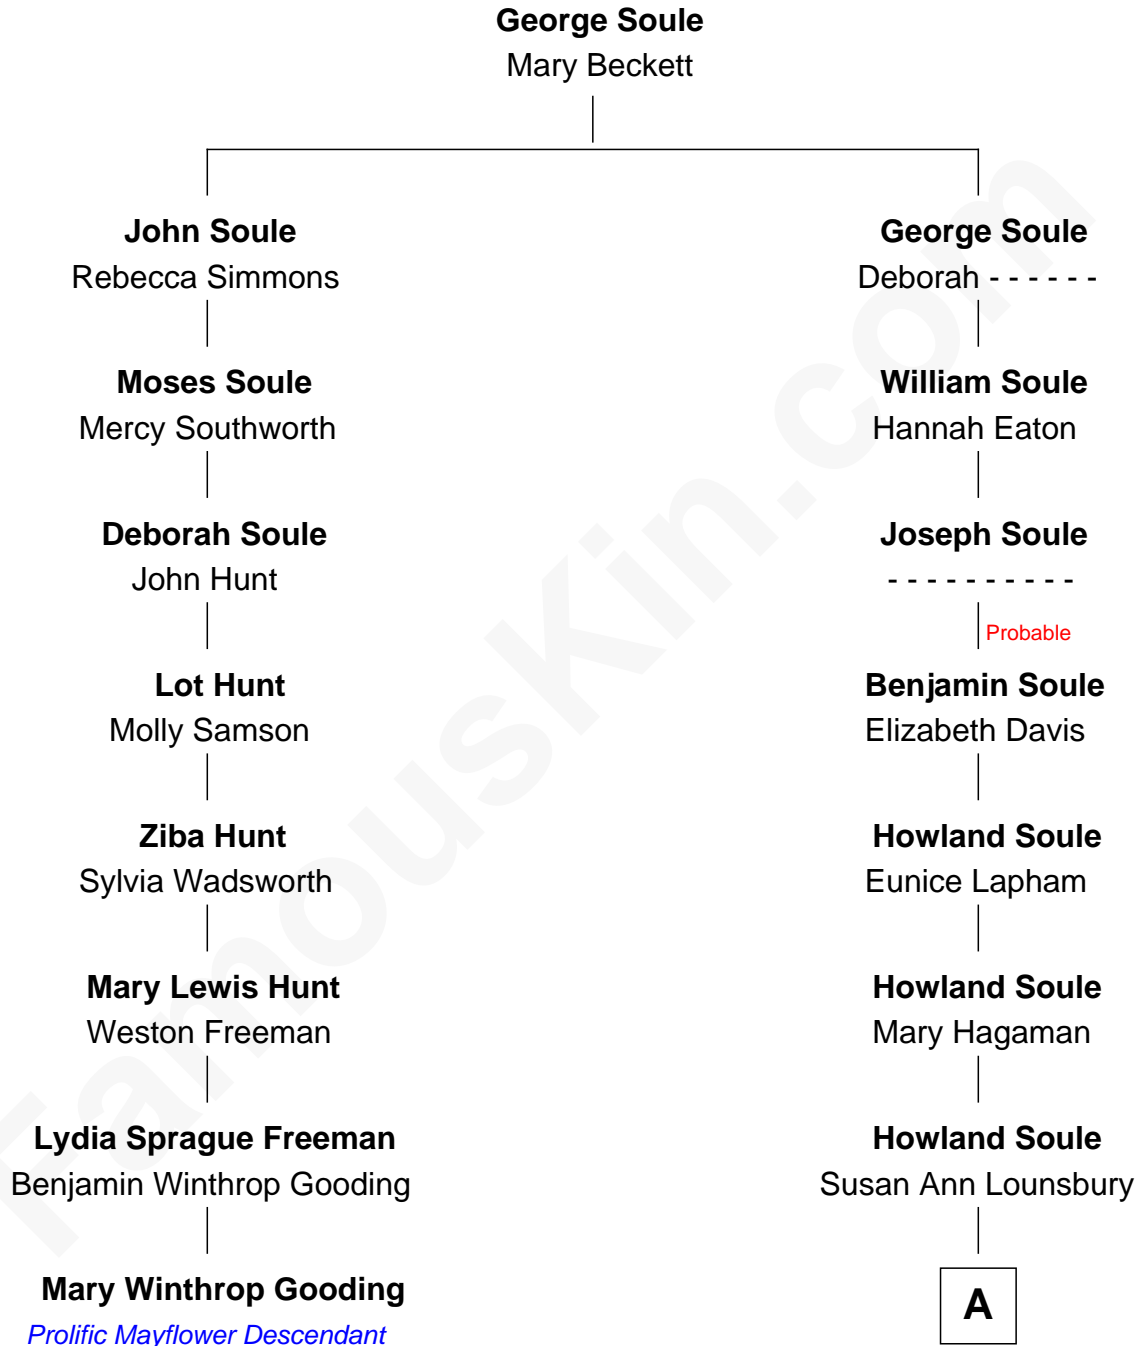 George Soule
Mary Beckett
John Soule
Rebecca Simmons
George Soule
Deborah - - - - - -
Moses Soule
Mercy Southworth
William Soule
Hannah Eaton
Deborah Soule
John Hunt
Joseph Soule
- - - - - - - - - -
Probable
Lot Hunt
Molly Samson
Benjamin Soule
Elizabeth Davis
Ziba Hunt
Sylvia Wadsworth
Howland Soule
Eunice Lapham
Mary Lewis Hunt
Weston Freeman
Howland Soule
Mary Hagaman
Lydia Sprague Freeman
Benjamin Winthrop Gooding
Howland Soule
Susan Ann Lounsbury
Mary Winthrop Gooding
Prolific Mayflower Descendant
A
FamousKin.com